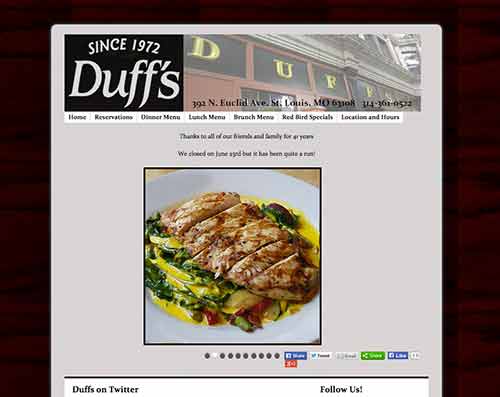 SINCE 1972
Duff's
DUFFS
392 N. Euclid Ave, St. Louis, MO 63108 314-361-0522
Home Reservations Dinner Menu Lunch Menu Brunch Menu Red Bird Specials Location and Hours
Thanks to all of our friends and family for 41 years
We closed on June 23rd but it has been quite a run!
Share Tweet Email Share Like
g+1
Duff's on Twitter Follow Us!